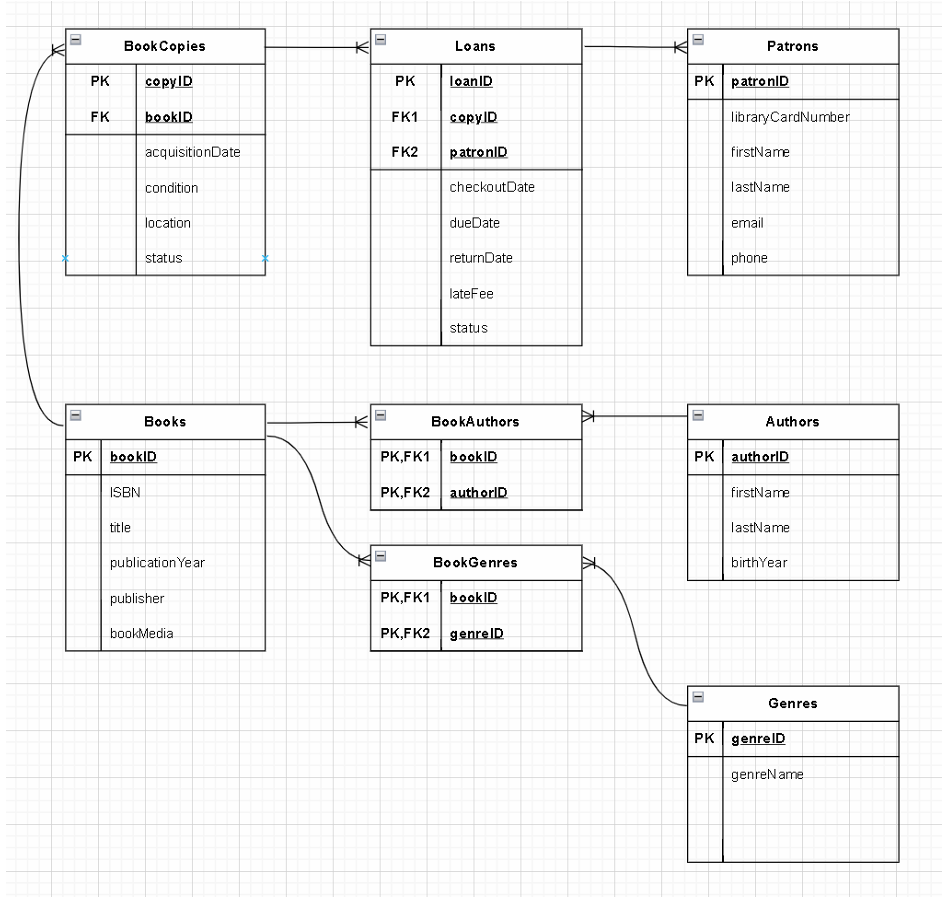 BookCopies
PK copyID
FK bookID
acquisitionDate
condition
location
status
Loans
PK loanID
FK1 copyID
FK2 patronID
checkoutDate
dueDate
returnDate
lateFee
status
Patrons
PK patronID
libraryCardNumber
firstName
lastName
email
phone
Books
PK bookID
ISBN
title
publicationYear
publisher
bookMedia
BookAuthors
PK,FK1 bookID
PK,FK2 authorID
Authors
PK authorID
firstName
lastName
birthYear
BookGenres
PK,FK1 bookID
PK,FK2 genreID
Genres
PK genreID
genreName